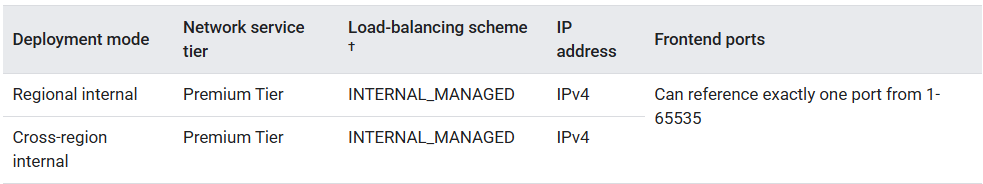 Deployment mode
Network service
tier
Load-balancing scheme
†
IP
address
Frontend ports
Regional internal
Premium Tier
INTERNAL_MANAGED
IPv4
Can reference exactly one port from 1-
65535
Cross-region
internal
Premium Tier
INTERNAL_MANAGED
IPv4